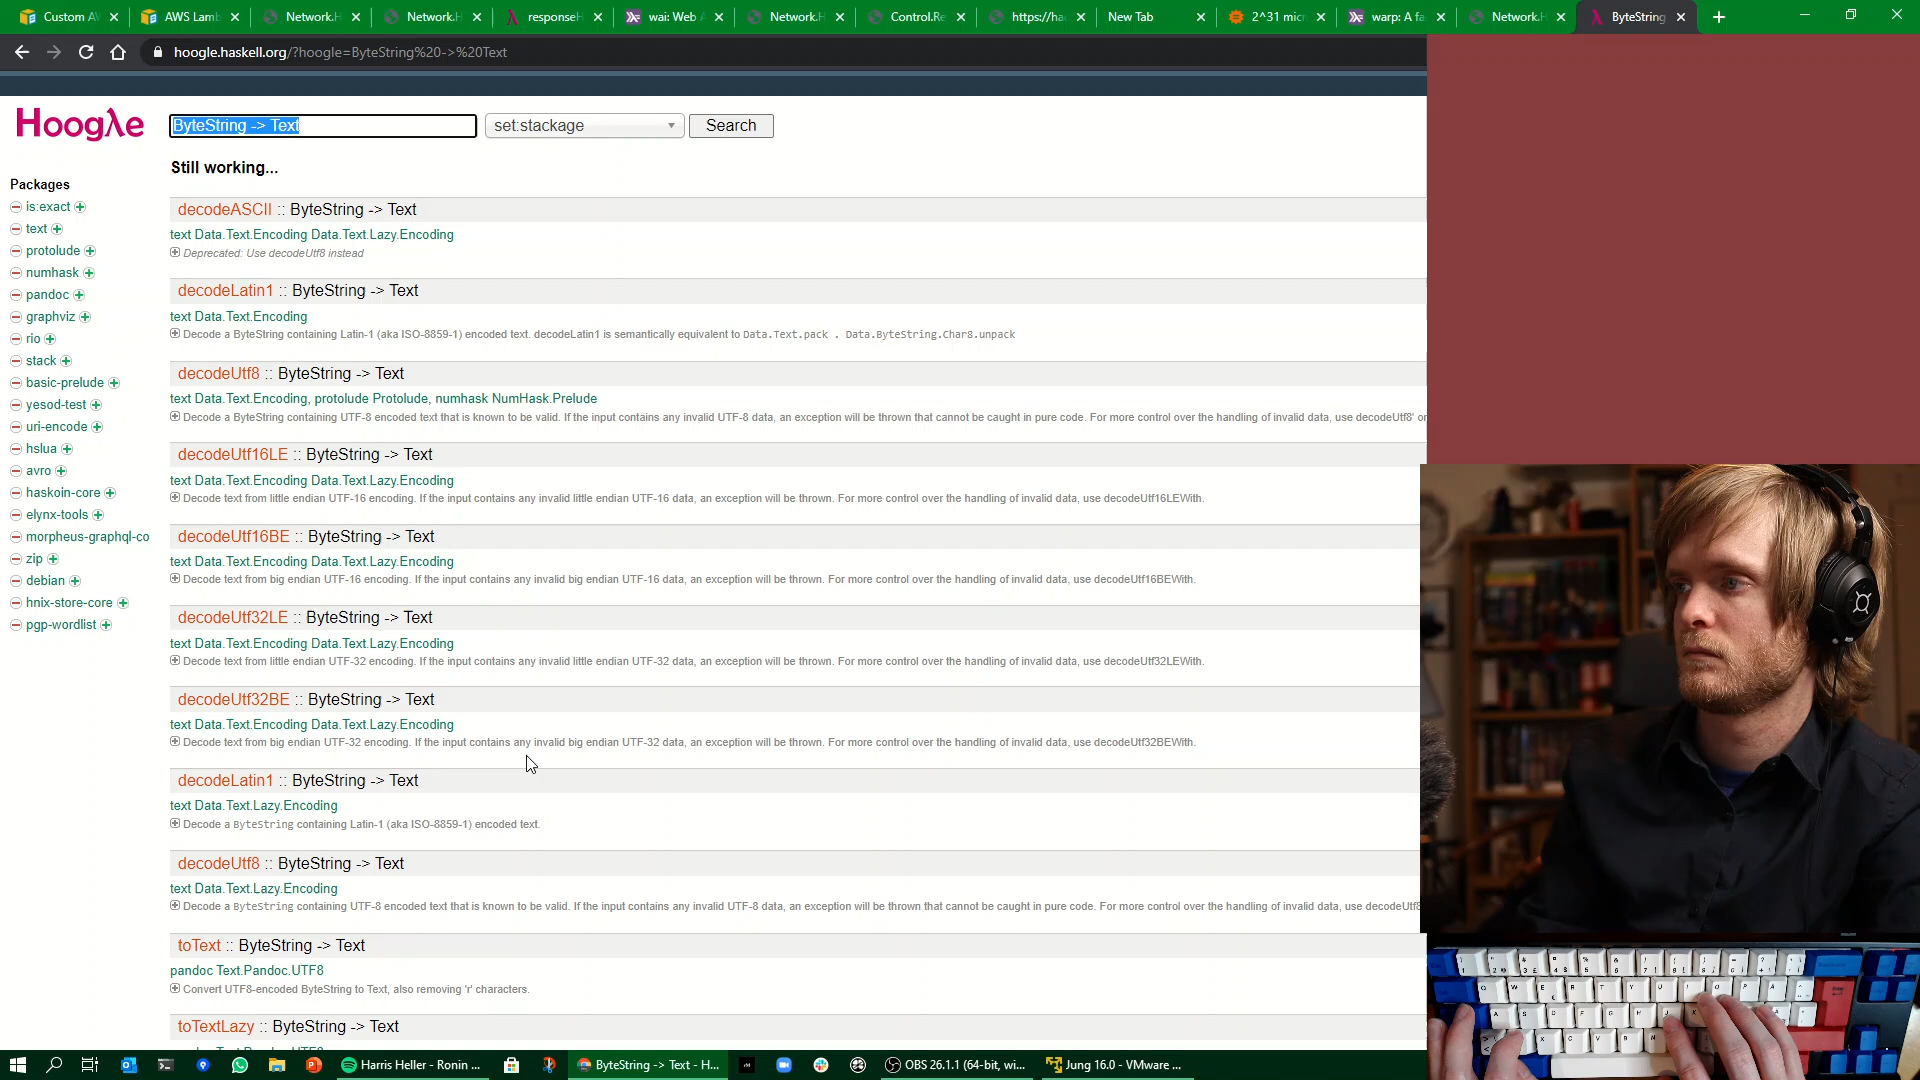 Custom A
AWS Lamb
Network.H
Network.H
responseH
wai: Web A
Network.H
Control.Re
https://ha
New Tab
2^31 micr
warp: A fa
Network.H
ByteString
hoogle.haskell.org/?hoogle=ByteString%20->%20Text
Hoogλe
ByteString -> Text
set:stackage
Search
Still working...
Packages
is:exact
text
protolude
numhask
pandoc
graphviz
rio
stack
basic-prelude
yesod-test
uri-encode
hslua
avro
haskoin-core
elynx-tools
morpheus-graphql-co
zip
debian
hnix-store-core
pgp-wordlist
decodeASCII :: ByteString -> Text
text Data.Text.Encoding Data.Text.Lazy.Encoding
Deprecated: Use decodeUtf8 instead
decodeLatin1 :: ByteString -> Text
text Data.Text.Encoding
Decode a ByteString containing Latin-1 (aka ISO-8859-1) encoded text. decodeLatin1 is semantically equivalent to Data.Text.pack . Data.ByteString.Char8.unpack
decodeUtf8 :: ByteString -> Text
text Data.Text.Encoding, protolude Protolude, numhask NumHask.Prelude
Decode a ByteString containing UTF-8 encoded text that is known to be valid. If the input contains any invalid UTF-8 data, an exception will be thrown that cannot be caught in pure code. For more control over the handling of invalid data, use decodeUtf8' or
decodeUtf16LE :: ByteString -> Text
text Data.Text.Encoding Data.Text.Lazy.Encoding
Decode text from little endian UTF-16 encoding. If the input contains any invalid little endian UTF-16 data, an exception will be thrown. For more control over the handling of invalid data, use decodeUtf16LEWith.
decodeUtf16BE :: ByteString -> Text
text Data.Text.Encoding Data.Text.Lazy.Encoding
Decode text from big endian UTF-16 encoding. If the input contains any invalid big endian UTF-16 data, an exception will be thrown. For more control over the handling of invalid data, use decodeUtf16BEWith.
decodeUtf32LE :: ByteString -> Text
text Data.Text.Encoding Data.Text.Lazy.Encoding
Decode text from little endian UTF-32 encoding. If the input contains any invalid little endian UTF-32 data, an exception will be thrown. For more control over the handling of invalid data, use decodeUtf32LEWith.
decodeUtf32BE :: ByteString -> Text
text Data.Text.Encoding Data.Text.Lazy.Encoding
Decode text from big endian UTF-32 encoding. If the input contains any invalid big endian UTF-32 data, an exception will be thrown. For more control over the handling of invalid data, use decodeUtf32BEWith.
decodeLatin1 :: ByteString -> Text
text Data.Text.Lazy.Encoding
Decode a ByteString containing Latin-1 (aka ISO-8859-1) encoded text.
decodeUtf8 :: ByteString -> Text
text Data.Text.Lazy.Encoding
Decode a ByteString containing UTF-8 encoded text that is known to be valid. If the input contains any invalid UTF-8 data, an exception will be thrown that cannot be caught in pure code. For more control over the handling of invalid data, use decodeUtf8
toText :: ByteString -> Text
pandoc Text.Pandoc.UTF8
Convert UTF8-encoded ByteString to Text, also removing 'r' characters.
toTextLazy :: ByteString -> Text
Harris Heller - Ronin ...
ByteString -> Text - H...
OBS 26.1.1 (64-bit, wi...
Jung 16.0 - VMware ...